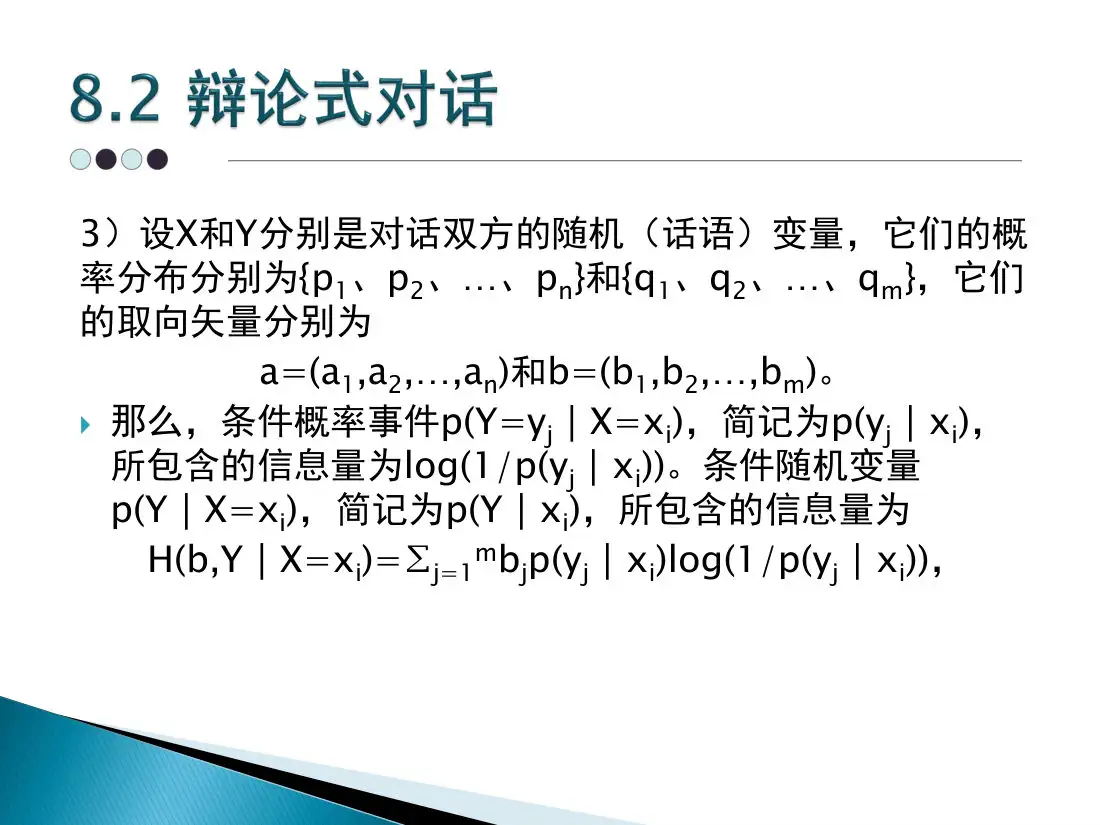 8.2 辩论式对话
3）设X和Y分别是对话双方的随机（话语）变量，它们的概
率分布分别为{p₁、p₂、…、pₙ}和{q₁、q₂、…、qₘ}，它们
的取向矢量分别为
a=(a₁,a₂,…,aₙ)和b=(b₁,b₂,…,bₘ)。
那么，条件概率事件p(Y=yⱼ｜X=xᵢ)，简记为p(yⱼ｜xᵢ)，
所包含的信息量为log(1/p(yⱼ｜xᵢ))。条件随机变量
p(Y｜X=xᵢ)，简记为p(Y｜xᵢ)，所包含的信息量为
H(b,Y｜X=xᵢ)=∑ⱼ₌₁ᵐbⱼp(yⱼ｜xᵢ)log(1/p(yⱼ｜xᵢ))，